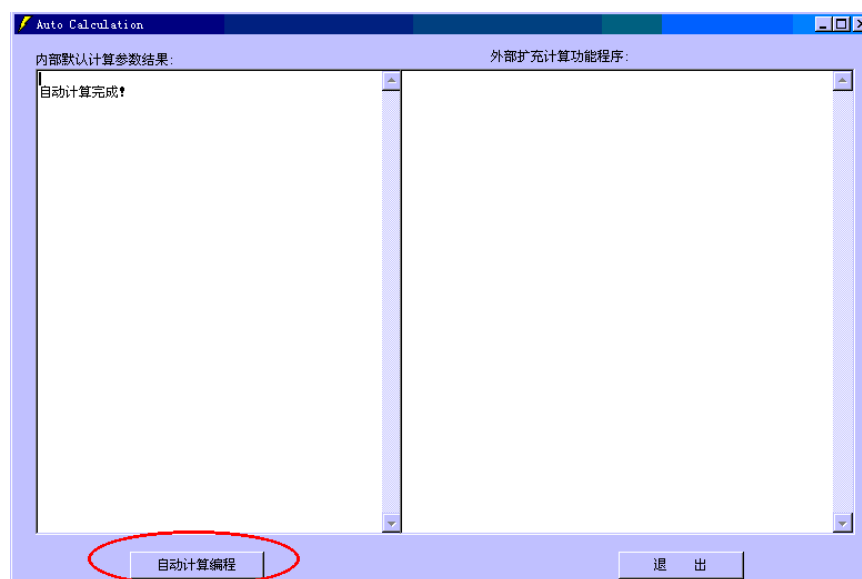 Auto Calculation
内部默认计算参数结果:
外部扩充计算功能程序:
自动计算完成!
自动计算编程
退 出